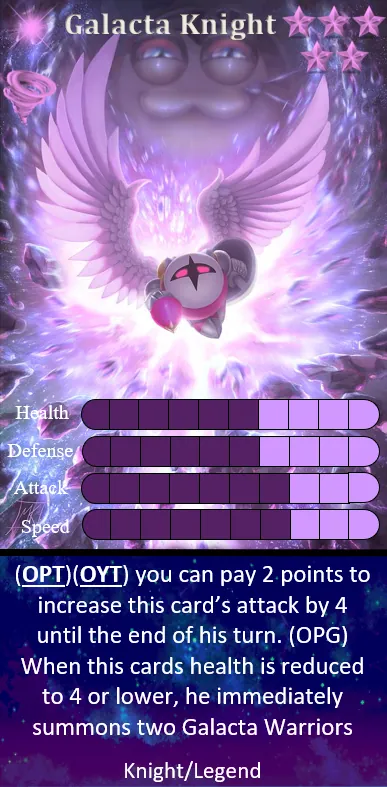 Galacta Knight
Health
Defense
Attack
Speed
(OPT)(OYT) you can pay 2 points to
increase this card's attack by 4
until the end of his turn. (OPG)
When this cards health is reduced
to 4 or lower, he immediately
summons two Galacta Warriors
Knight/Legend